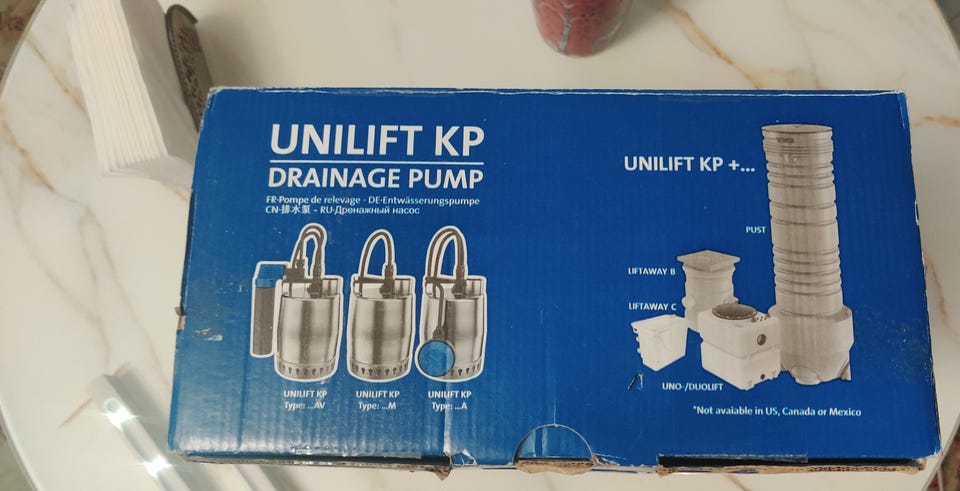 UNILIFT KP
DRAINAGE PUMP
FR-Pompe de relevage - DE-Entwässerungspumpe
CN-排水泵 - RU-Дренажный насос
UNILIFT KP
Type: ...AV
UNILIFT KP
Type: ...M
UNILIFT KP
Type: ...A
UNILIFT KP +...
PUST
LIFTAWAY B
LIFTAWAY C
UNO-/DUOLIFT
*Not avaiable in US, Canada or Mexico